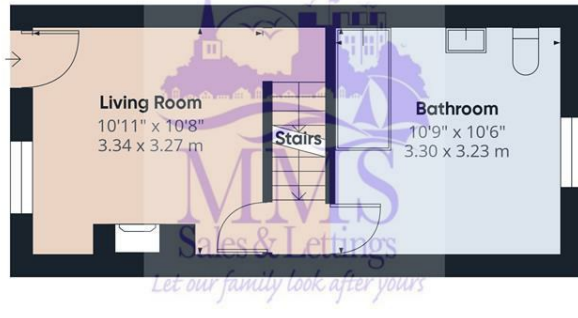 Living Room
10'11" x 10'8"
3.34 x 3.27 m
Stairs
Bathroom
10'9" x 10'6"
3.30 x 3.23 m
MMS
Sales & Lettings
Let our family look after yours